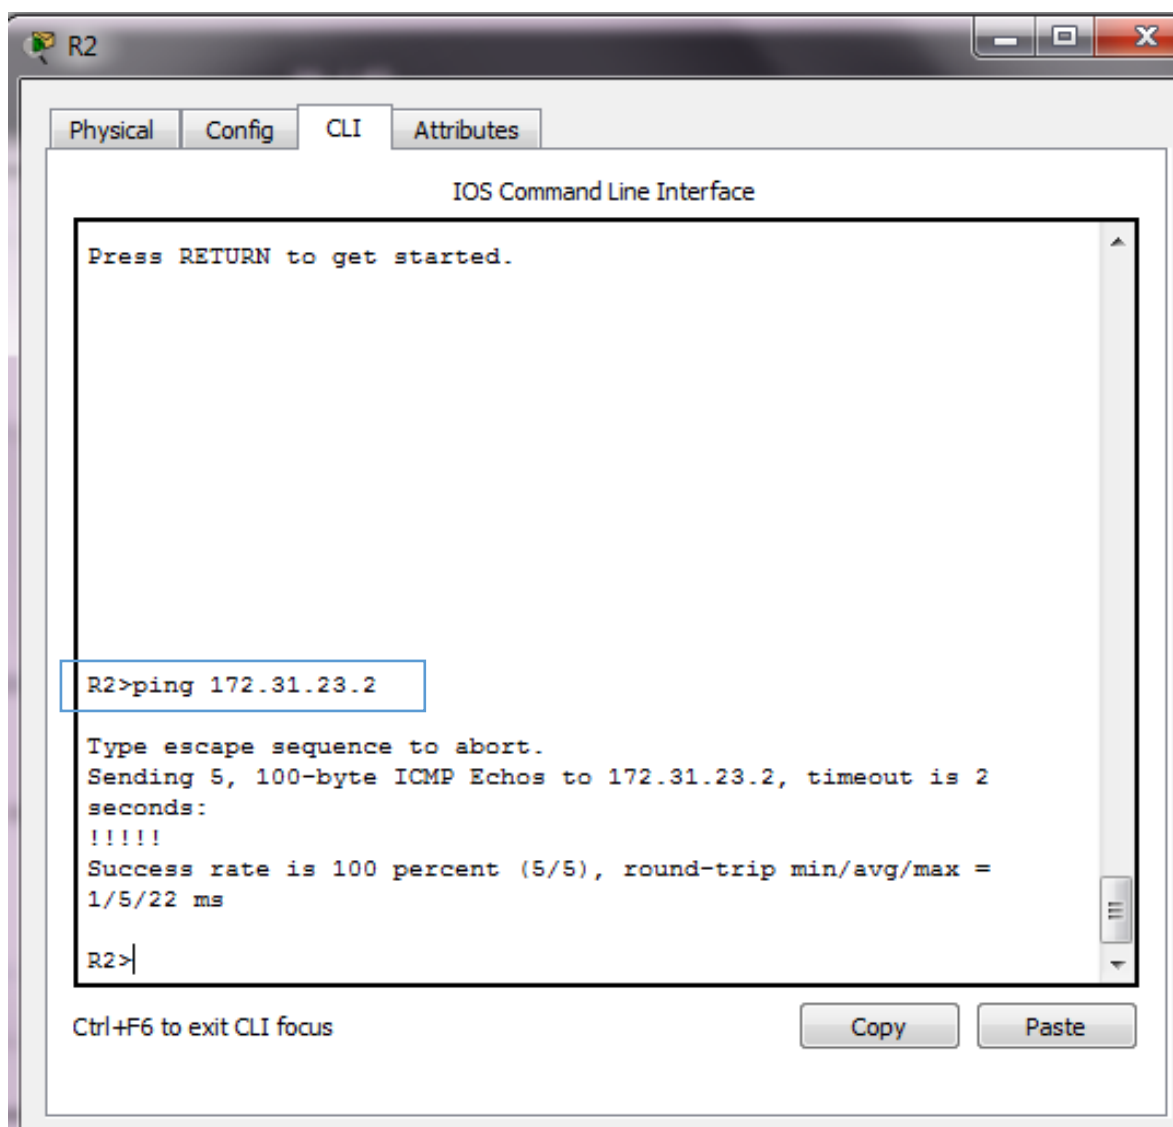 R2
Physical Config CLI Attributes
IOS Command Line Interface
Press RETURN to get started.
R2>ping 172.31.23.2
Type escape sequence to abort.
Sending 5, 100-byte ICMP Echos to 172.31.23.2, timeout is 2
seconds:
!!!!!
Success rate is 100 percent (5/5), round-trip min/avg/max =
1/5/22 ms
R2>
Ctrl+F6 to exit CLI focus
Copy Paste